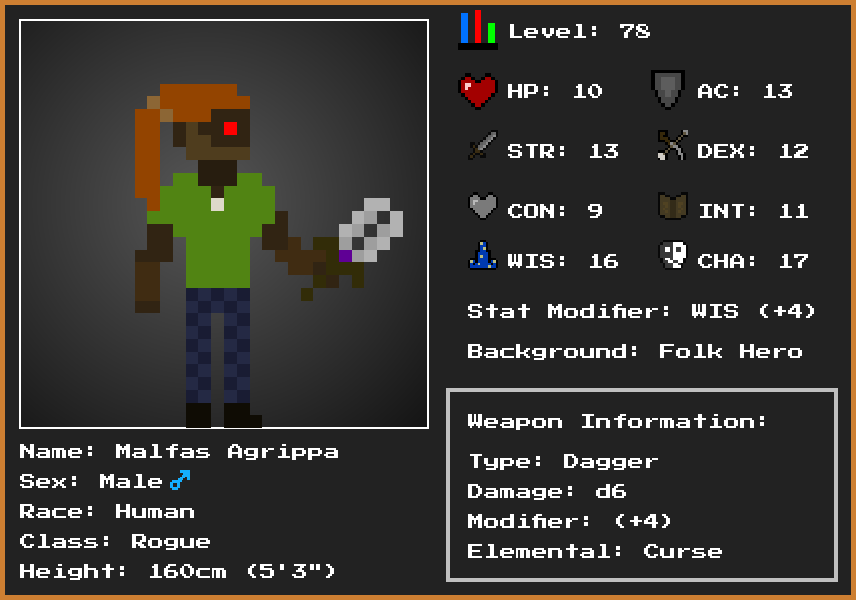 Level: 78
HP: 10
AC: 13
STR: 13
DEX: 12
CON: 9
INT: 11
WIS: 16
CHA: 17
Stat Modifier: WIS (+4)
Background: Folk Hero
Weapon Information:
Type: Dagger
Damage: d6
Modifier: (+4)
Elemental: Curse
Name: Malfas Agrippa
Sex: Male♂
Race: Human
Class: Rogue
Height: 160cm (5'3")